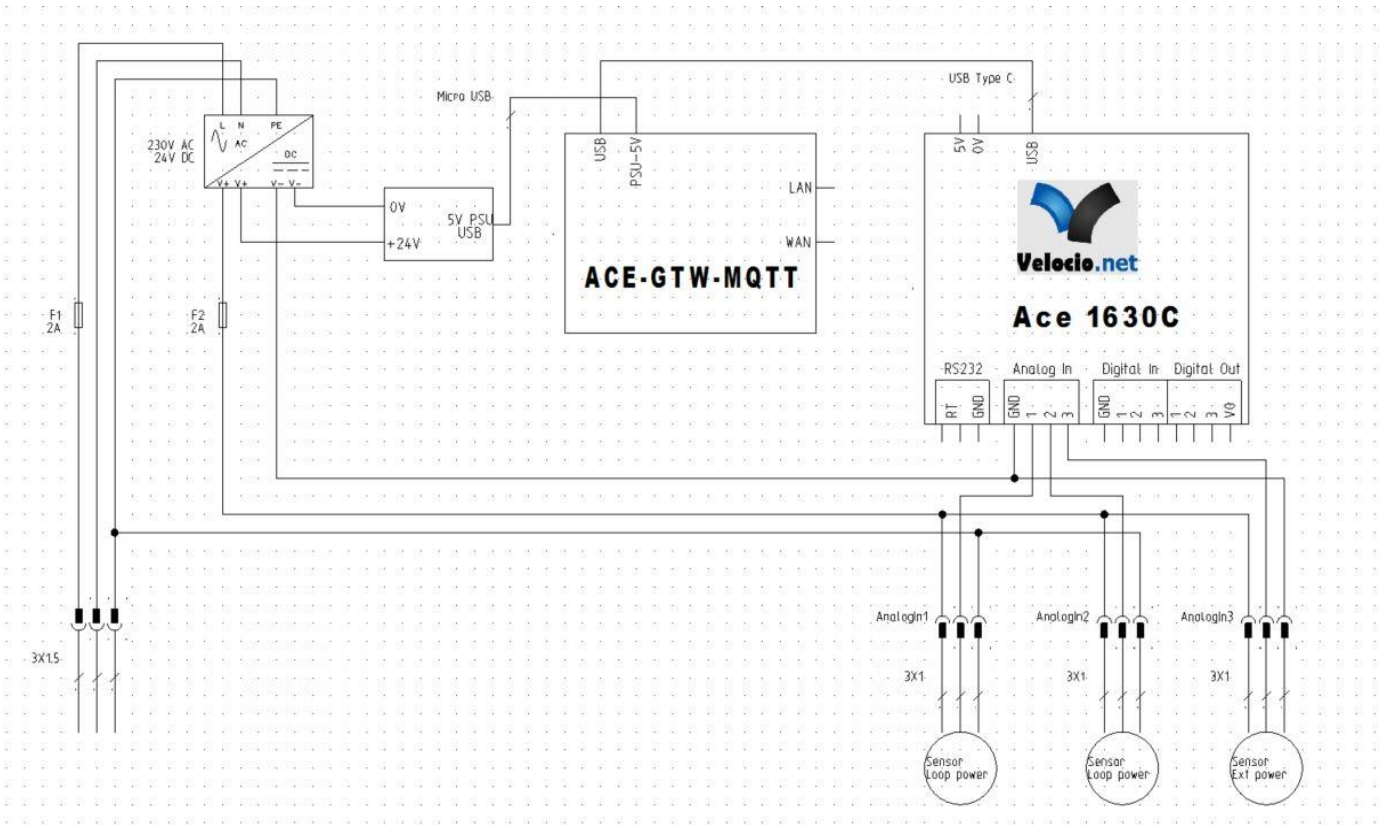 USB Type C
Micro USB
L N PE
AC
DC
230V AC
24V DC
V+ V+ V- V-
0V
+24V
5V PSU
USB
USB
PSU-5V
LAN
WAN
ACE-GTW-MQTT
5V
0V
USB
Velocio.net
Ace 1630C
F1
2A
F2
2A
RS232 Analog In Digital In Digital Out
RT
GND
GND
1
2
3
GND
1
2
3
1
2
3
V0
AnalogIn1
AnalogIn2
AnalogIn3
3X1.5
3X1
3X1
3X1
Sensor
Loop power
Sensor
Loop power
Sensor
Ext power